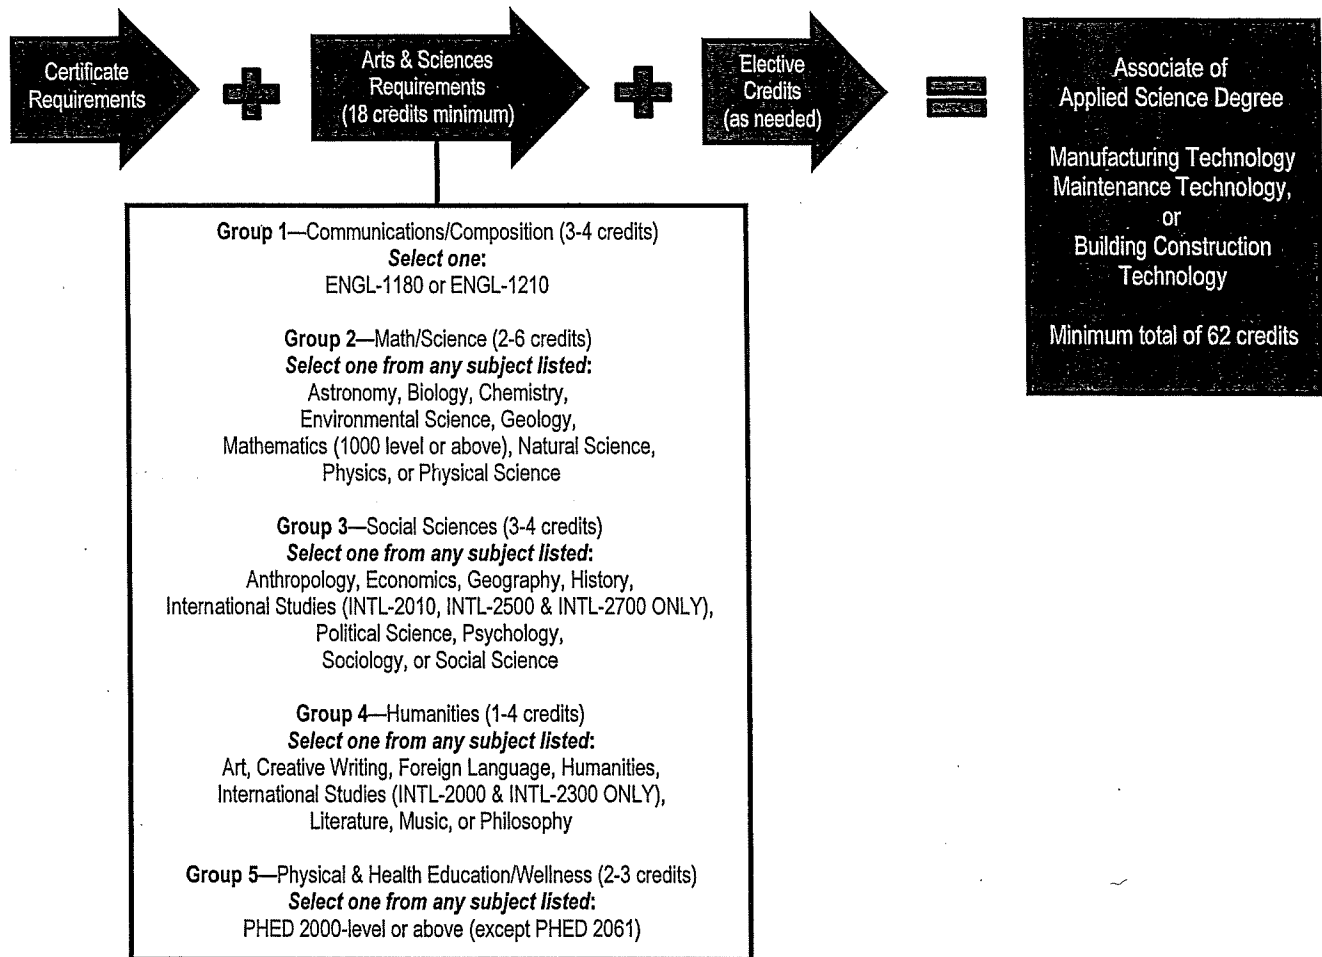 Certificate
Requirements
Arts & Sciences
Requirements
(18 credits minimum)
Elective
Credits
(as needed)
Associate of
Applied Science Degree
Manufacturing Technology
Maintenance Technology,
or
Building Construction
Technology
Minimum total of 62 credits
Group 1—Communications/Composition (3-4 credits)
Select one:
ENGL-1180 or ENGL-1210
Group 2—Math/Science (2-6 credits)
Select one from any subject listed:
Astronomy, Biology, Chemistry,
Environmental Science, Geology,
Mathematics (1000 level or above), Natural Science,
Physics, or Physical Science
Group 3—Social Sciences (3-4 credits)
Select one from any subject listed:
Anthropology, Economics, Geography, History,
International Studies (INTL-2010, INTL-2500 & INTL-2700 ONLY),
Political Science, Psychology,
Sociology, or Social Science
Group 4—Humanities (1-4 credits)
Select one from any subject listed:
Art, Creative Writing, Foreign Language, Humanities,
International Studies (INTL-2000 & INTL-2300 ONLY),
Literature, Music, or Philosophy
Group 5—Physical & Health Education/Wellness (2-3 credits)
Select one from any subject listed:
PHED 2000-level or above (except PHED 2061)